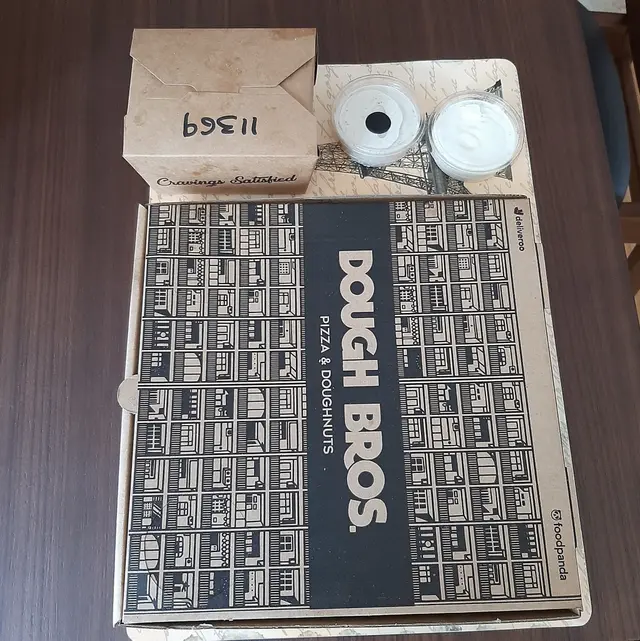 11369
Cravings Satisfied
deliveroo
DOUGH BROS.
PIZZA & DOUGHNUTS
foodpanda